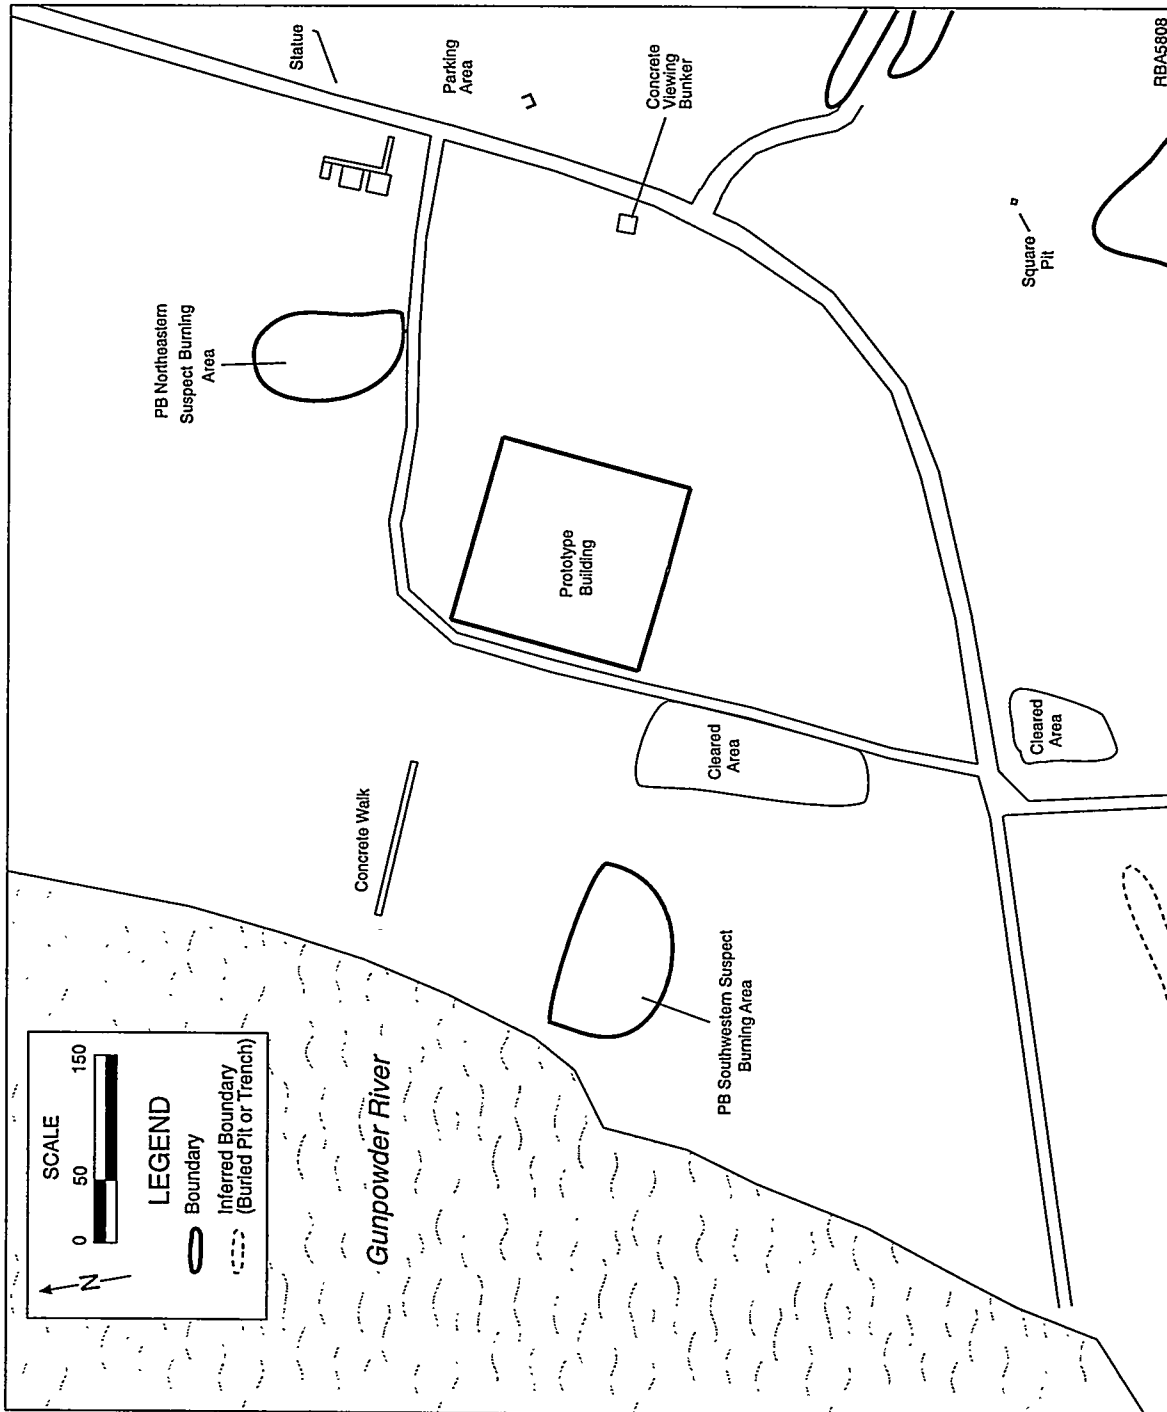 SCALE
0 50 150
N
LEGEND
Boundary
Inferred Boundary
(Buried Pit or Trench)
Gunpowder River
Concrete Walk
PB Northeastern
Suspect Burning
Area
Statue
Parking
Area
Prototype
Building
Concrete
Viewing
Bunker
PB Southwestern Suspect
Burning Area
Cleared
Area
Square
Pit
Cleared
Area
RBA5808